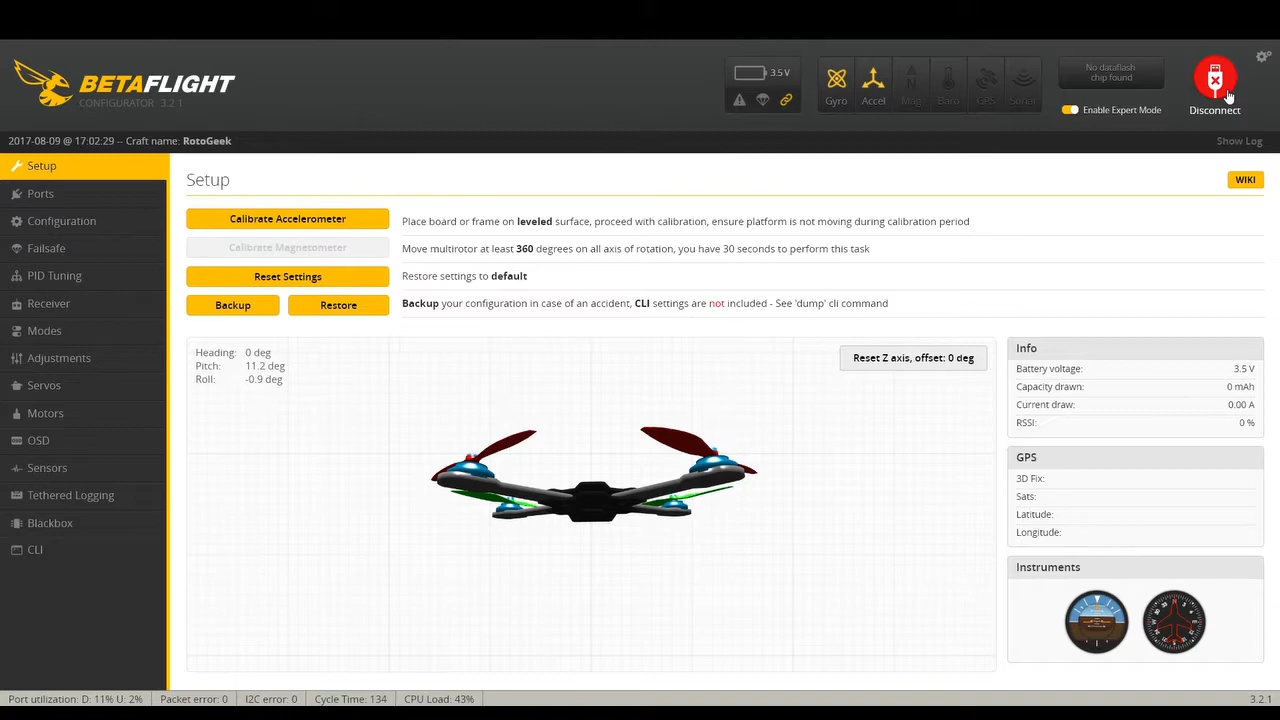 BETAFLIGHT
CONFIGURATOR 3.2.1
3.5 V
Gyro
Accel
Mag
Baro
GPS
Sonar
No dataflash
chip found
Enable Expert Mode
Disconnect
2017-08-09 @ 17:02:29 -- Craft name: RotoGeek
Show Log
Setup
Ports
Configuration
Failsafe
PID Tuning
Receiver
Modes
Adjustments
Servos
Motors
OSD
Sensors
Tethered Logging
Blackbox
CLI
Setup
WIKI
Calibrate Accelerometer
Place board or frame on leveled surface, proceed with calibration, ensure platform is not moving during calibration period
Calibrate Magnetometer
Move multirotor at least 360 degrees on all axis of rotation, you have 30 seconds to perform this task
Reset Settings
Restore settings to default
Backup
Restore
Backup your configuration in case of an accident, CLI settings are not included - See 'dump' cli command
Heading: 0 deg
Pitch: 11.2 deg
Roll: -0.9 deg
Reset Z axis, offset: 0 deg
Info
Battery voltage: 3.5 V
Capacity drawn: 0 mAh
Current draw: 0.00 A
RSSI: 0 %
GPS
3D Fix:
Sats:
Latitude:
Longitude:
Instruments
Port utilization: D: 11% U: 2%
Packet error: 0
I2C error: 0
Cycle Time: 134
CPU Load: 43%
3.2.1